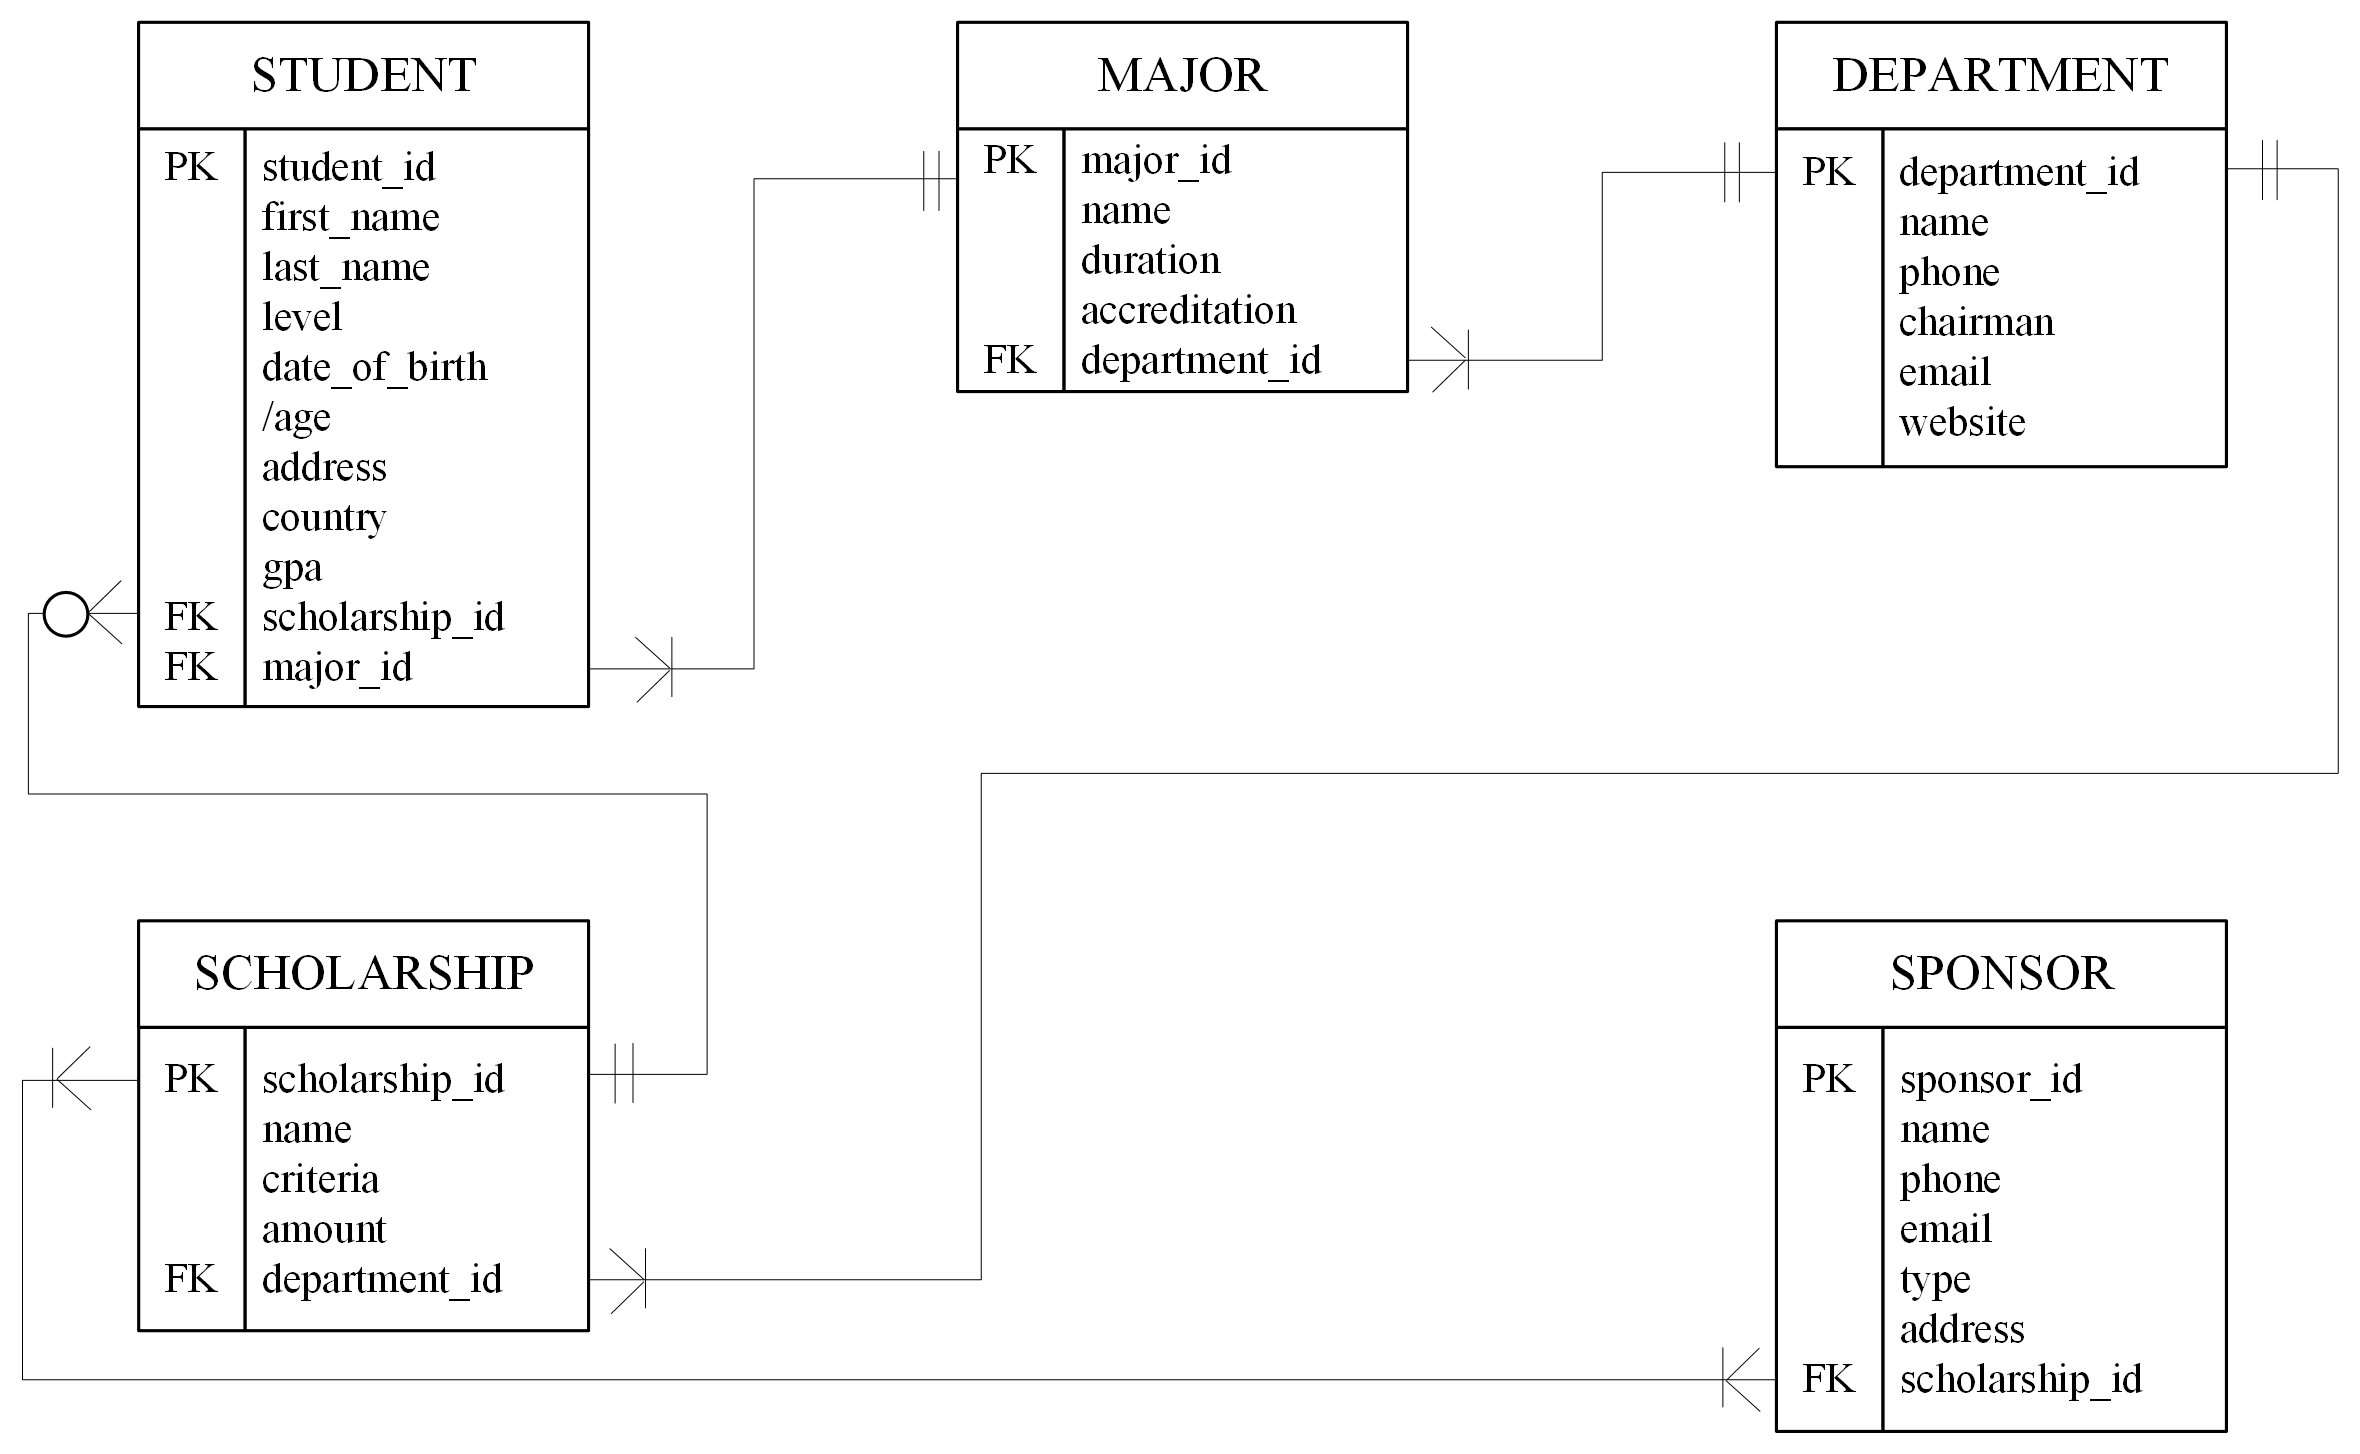 STUDENT
PK student_id
first_name
last_name
level
date_of_birth
/age
address
country
gpa
FK scholarship_id
FK major_id
MAJOR
PK major_id
name
duration
accreditation
FK department_id
DEPARTMENT
PK department_id
name
phone
chairman
email
website
SCHOLARSHIP
PK scholarship_id
name
criteria
amount
FK department_id
SPONSOR
PK sponsor_id
name
phone
email
type
address
FK scholarship_id